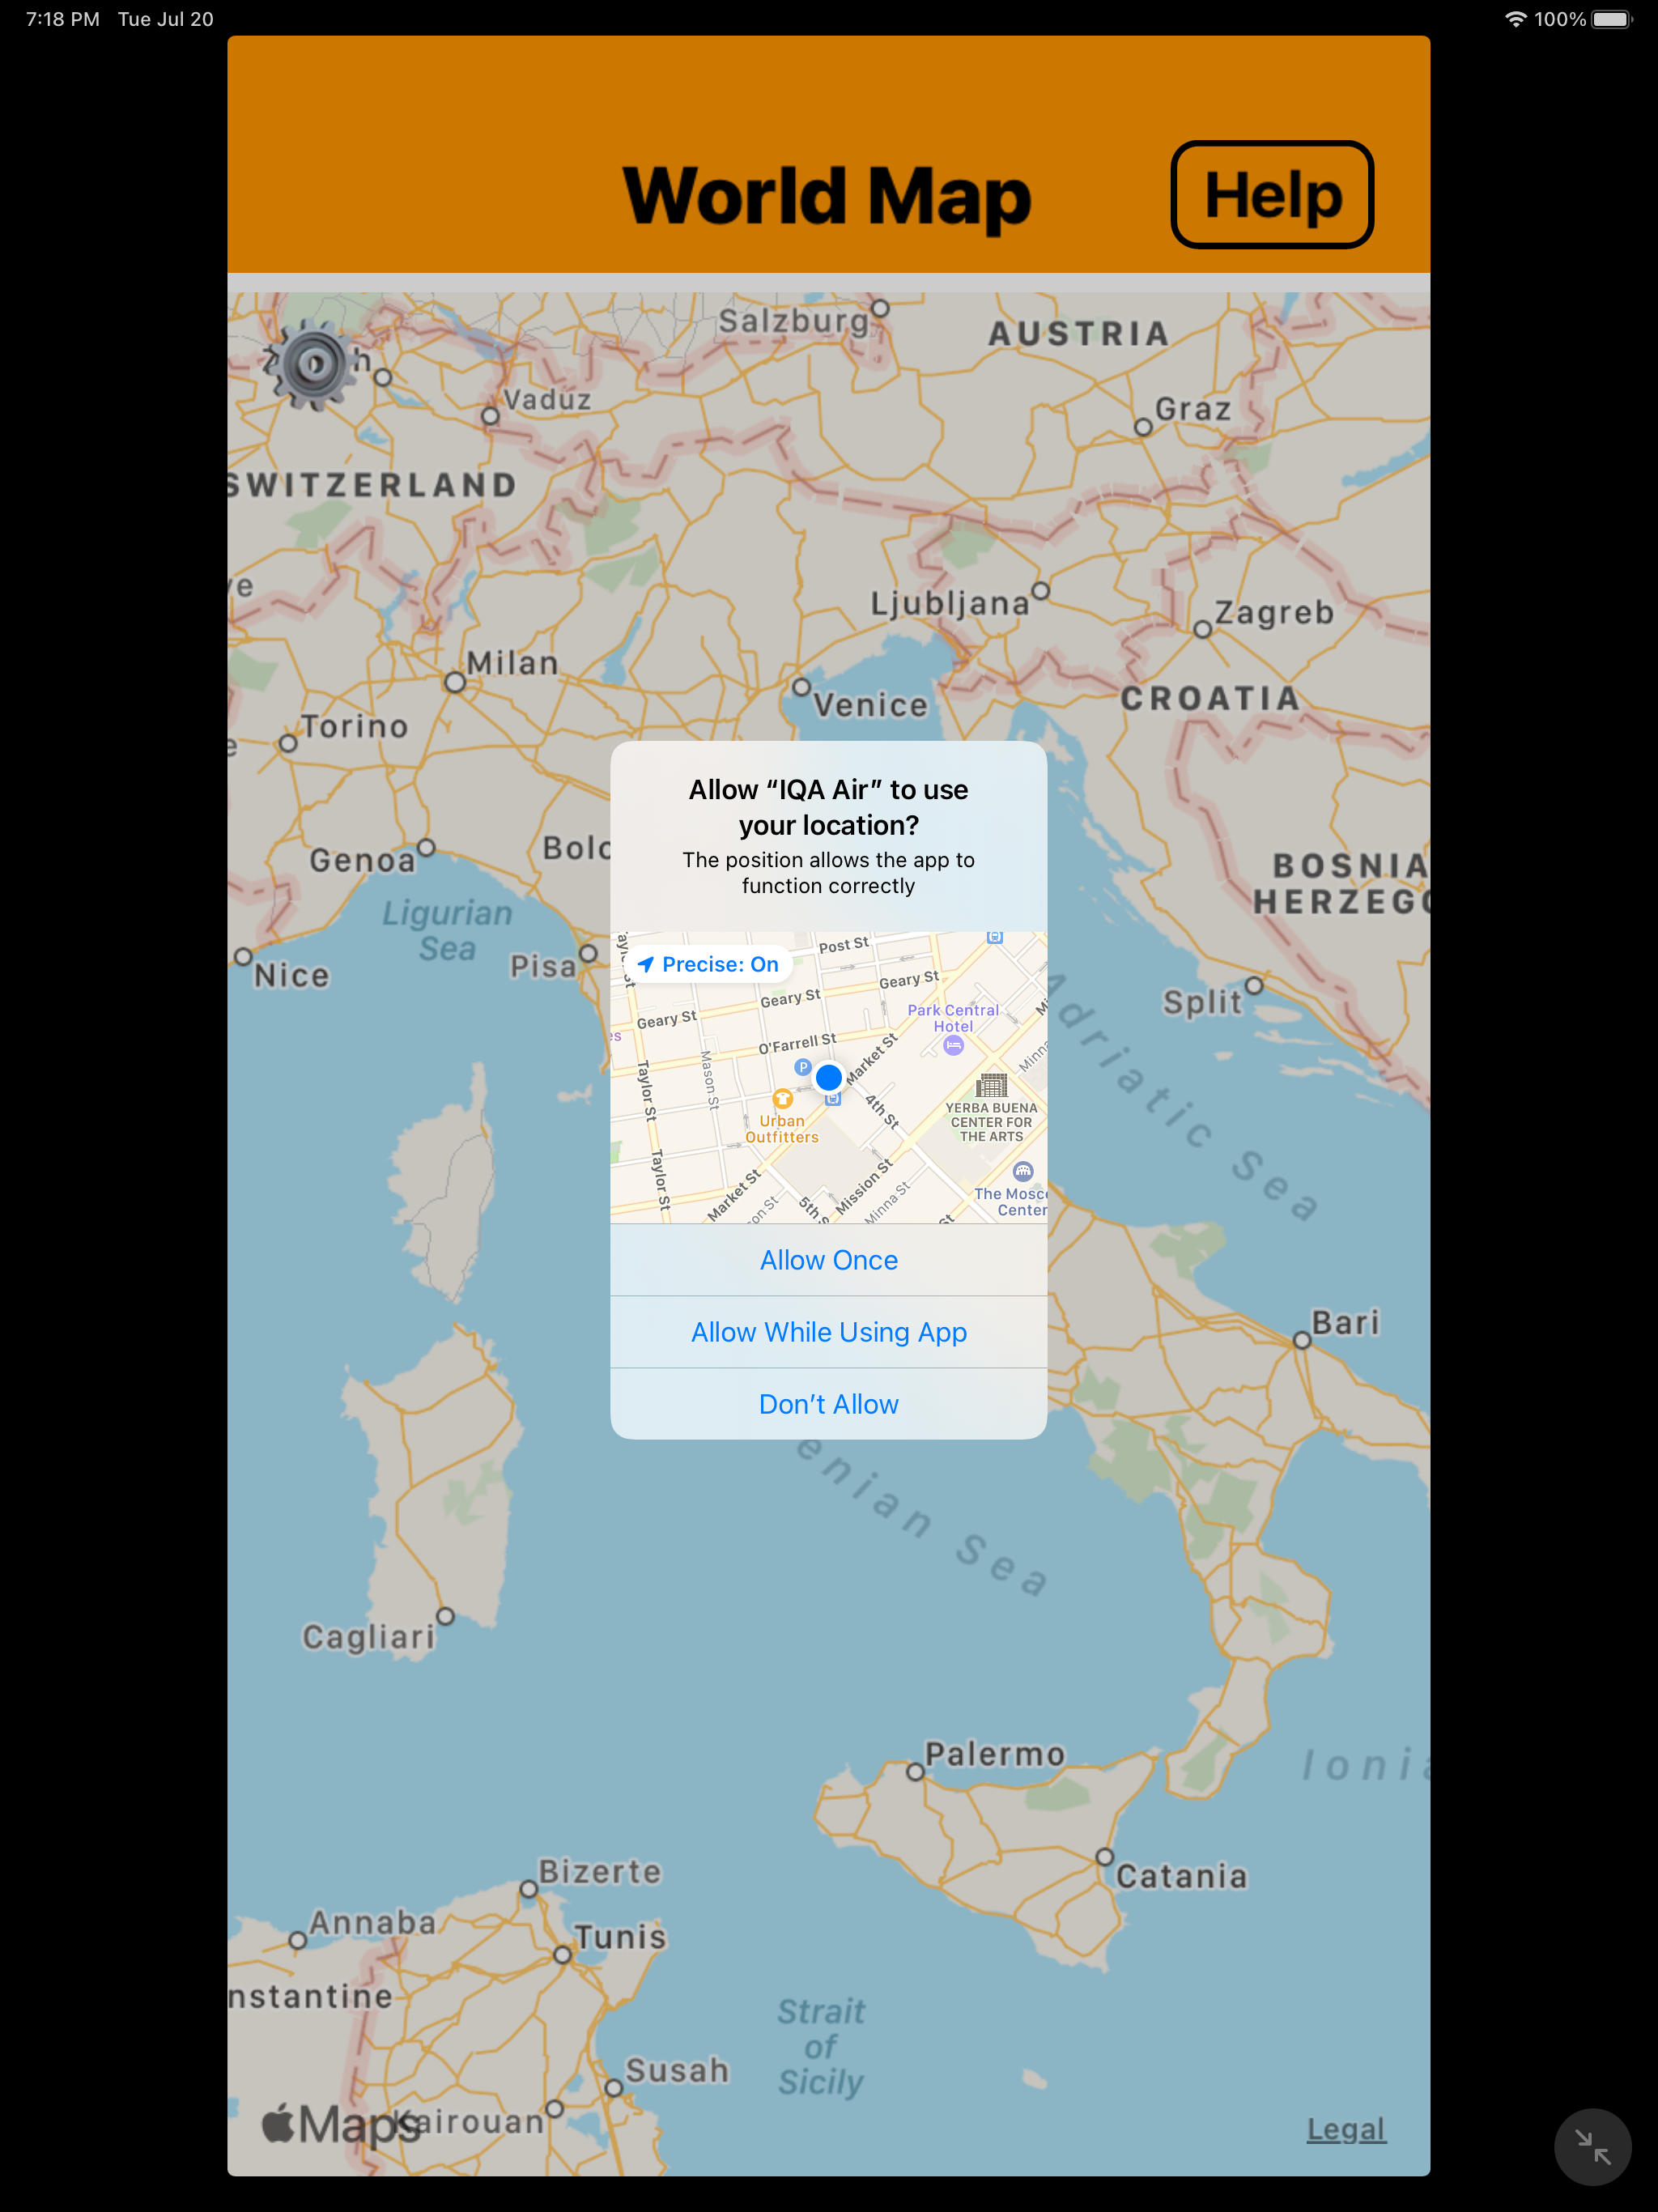 7:18 PM Tue Jul 20
100%
World Map
Help
Salzburg
AUSTRIA
Vaduz
Graz
SWITZERLAND
Ljubljana
Zagreb
Milan
Venice
CROATIA
Torino
Allow “IQA Air” to use
your location?
The position allows the app to
function correctly
Genoa
Bolo
BOSNIA
HERZEGO
Ligurian
Sea
Nice
Pisa
Precise: On
Post St
Geary St
Geary St
Geary St
Park Central
Hotel
O'Farrell St
Market St
Mason St
Taylor St
P
Minna
4th St
YERBA BUENA
CENTER FOR
THE ARTS
Urban
Outfitters
Taylor St
Market St
Mission St
Minna St
5th S
The Mosc
Center
Split
Adriatic Sea
Allow Once
Allow While Using App
Don’t Allow
Bari
enian Sea
Cagliari
Palermo
Ionia
Catania
Bizerte
Annaba
Tunis
nstantine
Strait
of
Sicily
Susah
Maps
Kairouan
Legal